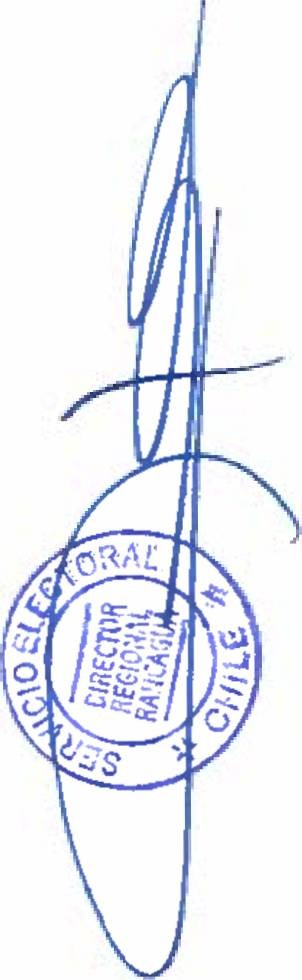 SERVICIO ELECTORAL
* CHILE *
DIRECTOR
REGIONAL
RANCAGUA